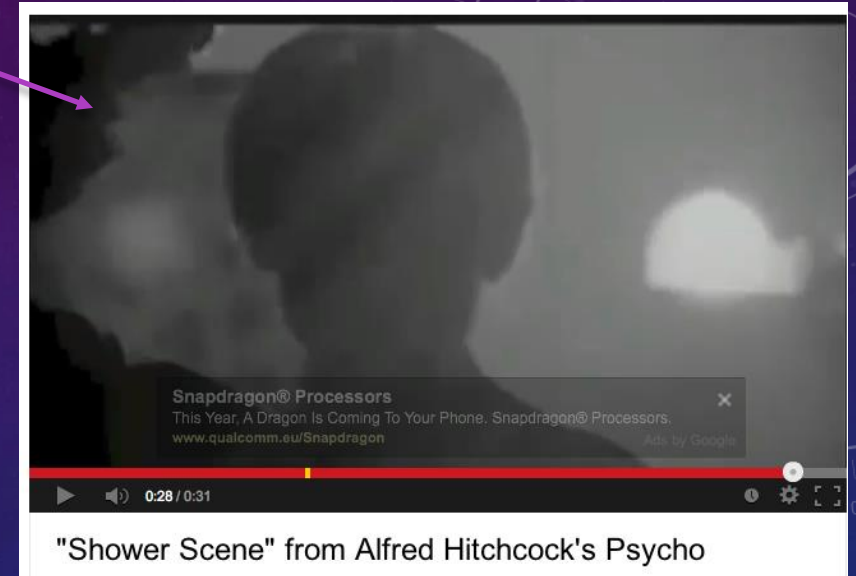 Snapdragon® Processors
This Year, A Dragon Is Coming To Your Phone. Snapdragon® Processors.
www.qualcomm.eu/Snapdragon
Ads by Google
0:28 / 0:31
"Shower Scene" from Alfred Hitchcock's Psycho